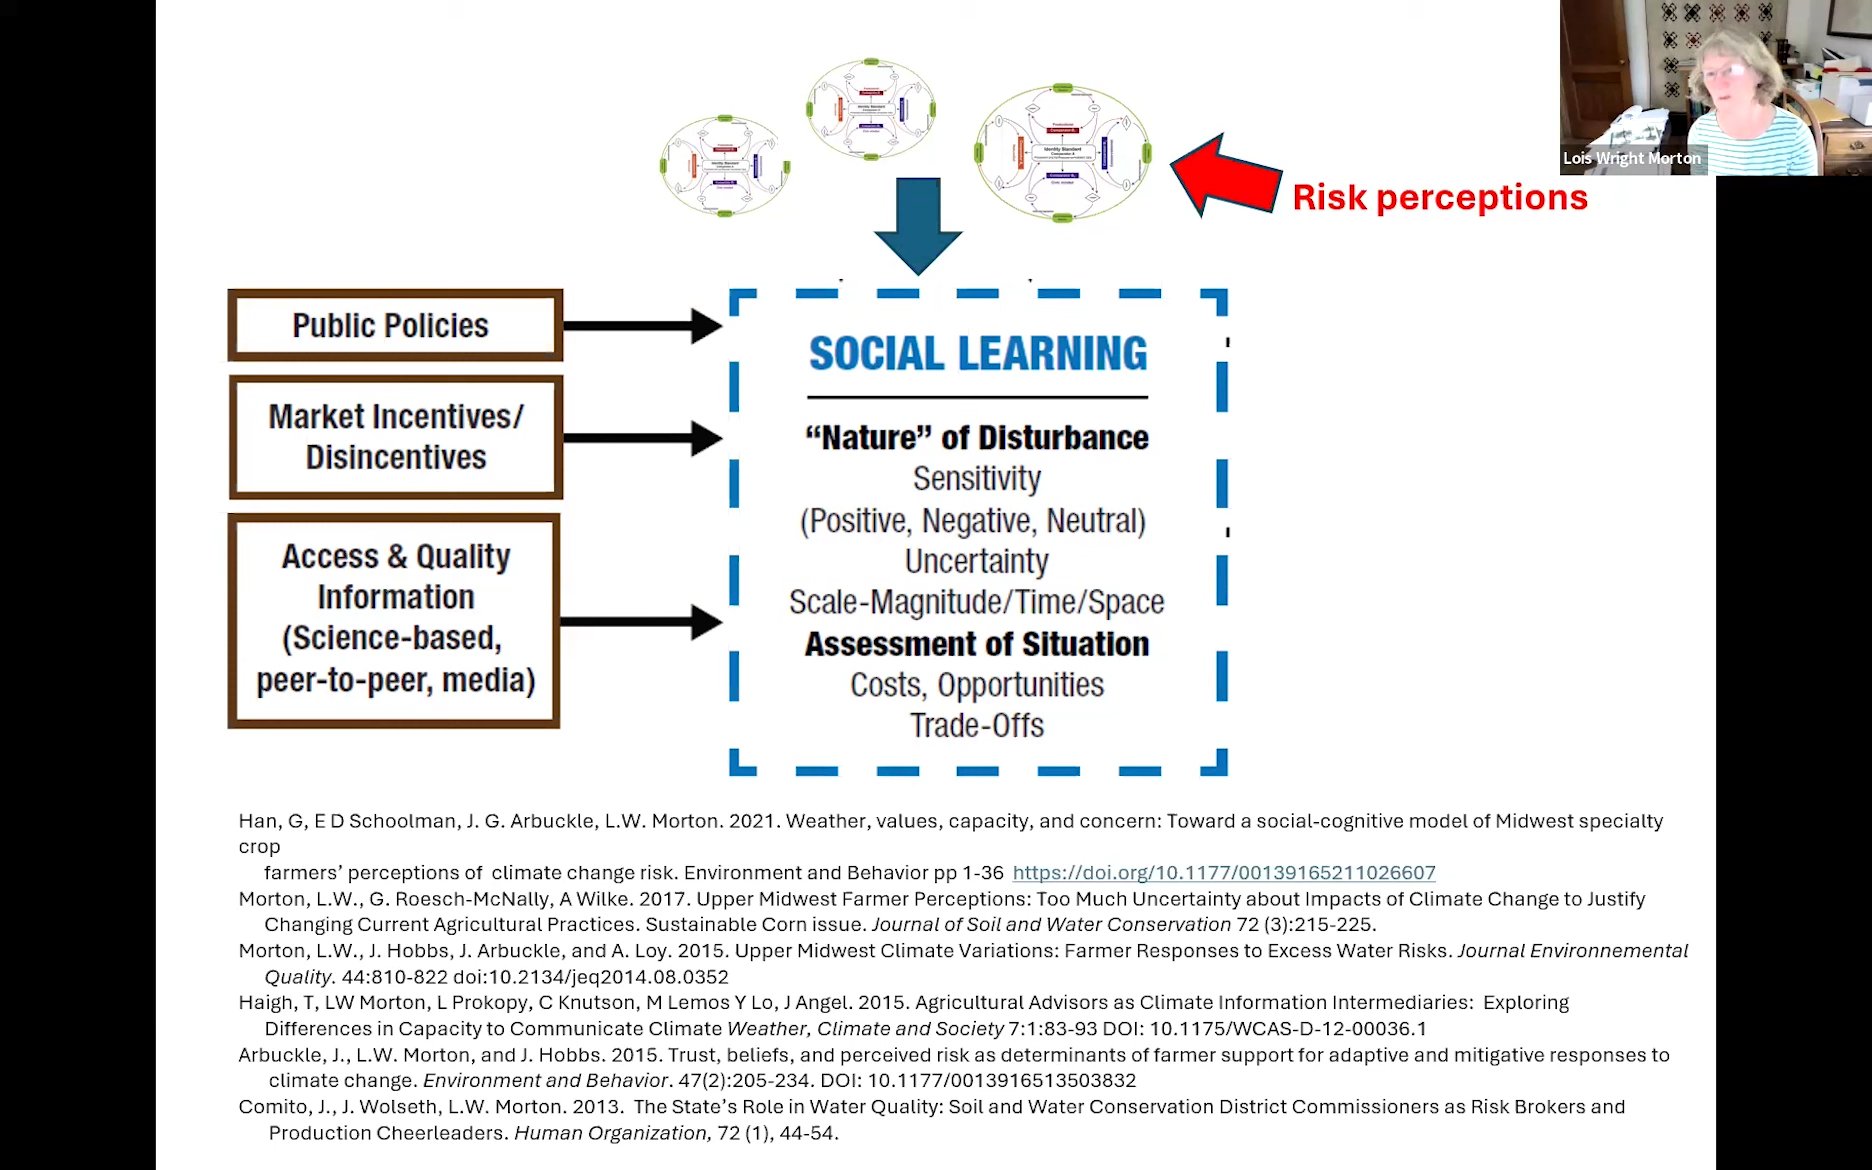 Lois Wright Morton
Risk perceptions
Identity Standard
Identity Standard
Identity Standard
Public Policies
Market Incentives/
Disincentives
Access & Quality
Information
(Science-based,
peer-to-peer, media)
SOCIAL LEARNING
“Nature” of Disturbance
Sensitivity
(Positive, Negative, Neutral)
Uncertainty
Scale-Magnitude/Time/Space
Assessment of Situation
Costs, Opportunities
Trade-Offs
Han, G, E D Schoolman, J. G. Arbuckle, L.W. Morton. 2021. Weather, values, capacity, and concern: Toward a social-cognitive model of Midwest specialty
crop
farmers’ perceptions of climate change risk. Environment and Behavior pp 1-36 https://doi.org/10.1177/00139165211026607
Morton, L.W., G. Roesch-McNally, A Wilke. 2017. Upper Midwest Farmer Perceptions: Too Much Uncertainty about Impacts of Climate Change to Justify
Changing Current Agricultural Practices. Sustainable Corn issue. Journal of Soil and Water Conservation 72 (3):215-225.
Morton, L.W., J. Hobbs, J. Arbuckle, and A. Loy. 2015. Upper Midwest Climate Variations: Farmer Responses to Excess Water Risks. Journal Environnemental
Quality. 44:810-822 doi:10.2134/jeq2014.08.0352
Haigh, T, LW Morton, L Prokopy, C Knutson, M Lemos Y Lo, J Angel. 2015. Agricultural Advisors as Climate Information Intermediaries: Exploring
Differences in Capacity to Communicate Climate Weather, Climate and Society 7:1:83-93 DOI: 10.1175/WCAS-D-12-00036.1
Arbuckle, J., L.W. Morton, and J. Hobbs. 2015. Trust, beliefs, and perceived risk as determinants of farmer support for adaptive and mitigative responses to
climate change. Environment and Behavior. 47(2):205-234. DOI: 10.1177/0013916513503832
Comito, J., J. Wolseth, L.W. Morton. 2013. The State’s Role in Water Quality: Soil and Water Conservation District Commissioners as Risk Brokers and
Production Cheerleaders. Human Organization, 72 (1), 44-54.